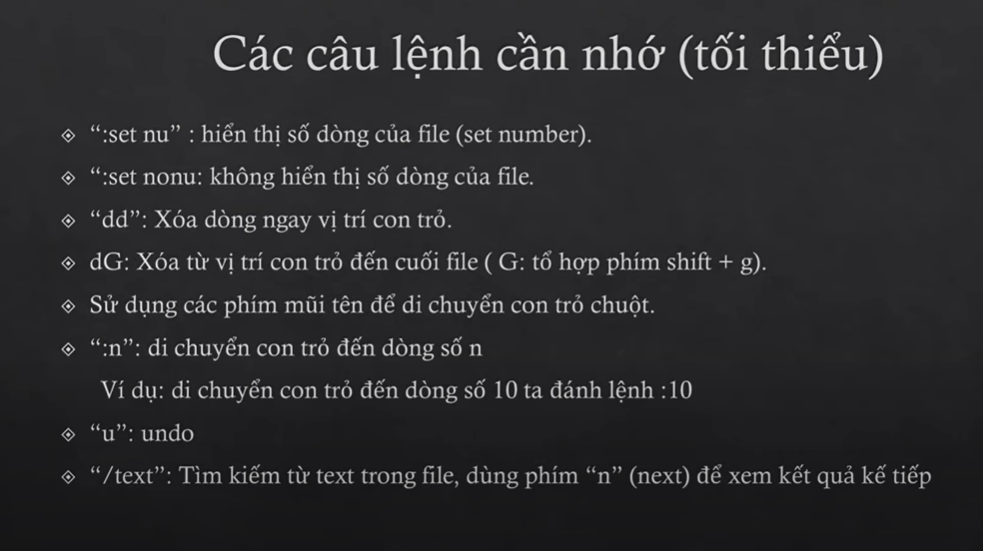 Các câu lệnh cần nhớ (tối thiểu)
“:set nu” : hiển thị số dòng của file (set number).
“:set nonu: không hiển thị số dòng của file.
“dd”: Xóa dòng ngay vị trí con trỏ.
dG: Xóa từ vị trí con trỏ đến cuối file ( G: tổ hợp phím shift + g).
Sử dụng các phím mũi tên để di chuyển con trỏ chuột.
“:n”: di chuyển con trỏ đến dòng số n
Ví dụ: di chuyển con trỏ đến dòng số 10 ta đánh lệnh :10
“u”: undo
“/text”: Tìm kiếm từ text trong file, dùng phím “n” (next) để xem kết quả kế tiếp